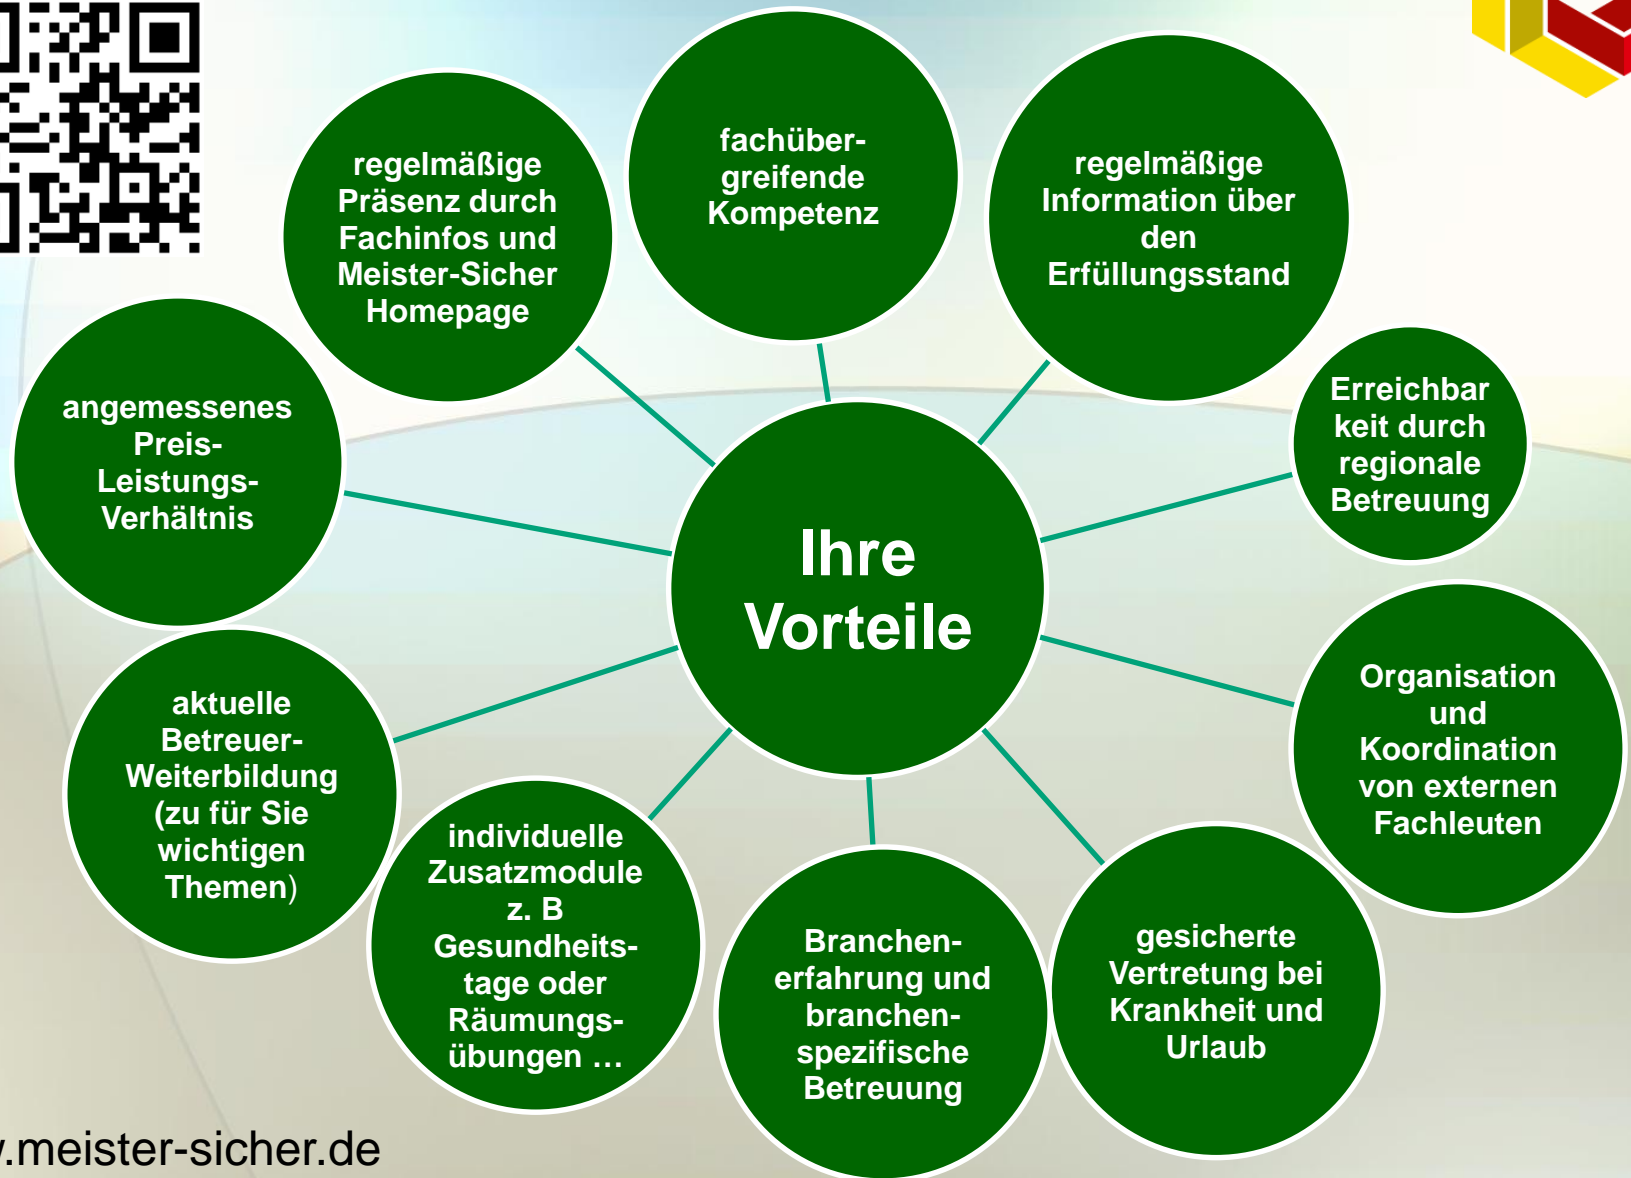 fachüber-
greifende
Kompetenz
regelmäßige
Information über
den
Erfüllungsstand
Erreichbar
keit durch
regionale
Betreuung
Organisation
und
Koordination
von externen
Fachleuten
gesicherte
Vertretung bei
Krankheit und
Urlaub
Branchen-
erfahrung und
branchen-
spezifische
Betreuung
individuelle
Zusatzmodule
z. B
Gesundheits-
tage oder
Räumungs-
übungen …
aktuelle
Betreuer-
Weiterbildung
(zu für Sie
wichtigen
Themen)
angemessenes
Preis-
Leistungs-
Verhältnis
regelmäßige
Präsenz durch
Fachinfos und
Meister-Sicher
Homepage
Ihre
Vorteile
.meister-sicher.de